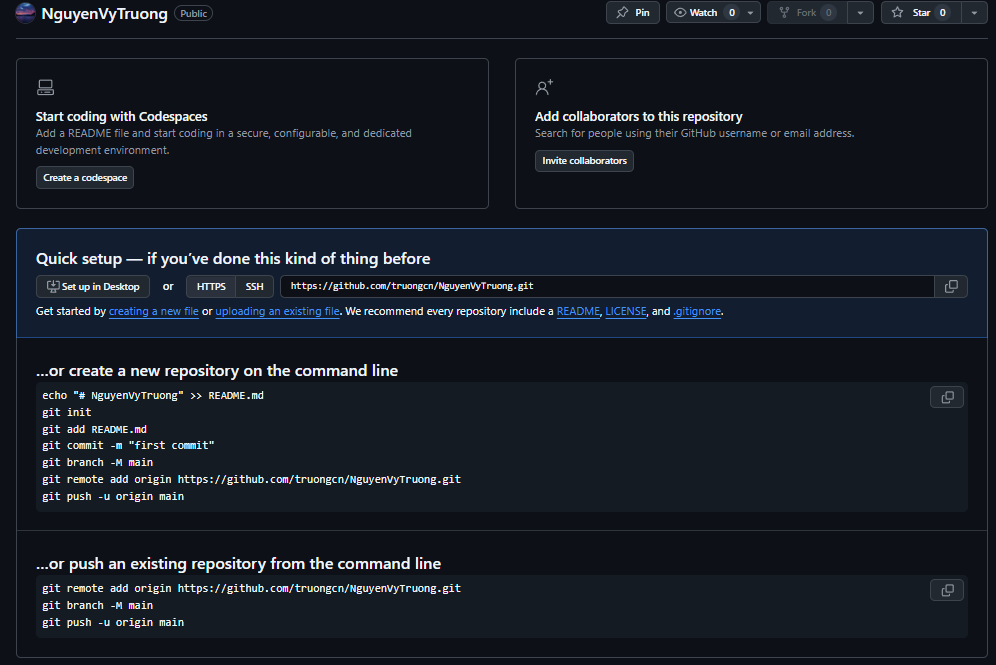 NguyenVyTruong Public Pin Watch 0 Fork 0 Star 0
Start coding with Codespaces
Add a README file and start coding in a secure, configurable, and dedicated
development environment.
Create a codespace
Add collaborators to this repository
Search for people using their GitHub username or email address.
Invite collaborators
Quick setup — if you've done this kind of thing before
Set up in Desktop or HTTPS SSH https://github.com/truongcn/NguyenVyTruong.git
Get started by creating a new file or uploading an existing file. We recommend every repository include a README, LICENSE, and .gitignore.
...or create a new repository on the command line
echo "# NguyenVyTruong" >> README.md
git init
git add README.md
git commit -m "first commit"
git branch -M main
git remote add origin https://github.com/truongcn/NguyenVyTruong.git
git push -u origin main
...or push an existing repository from the command line
git remote add origin https://github.com/truongcn/NguyenVyTruong.git
git branch -M main
git push -u origin main